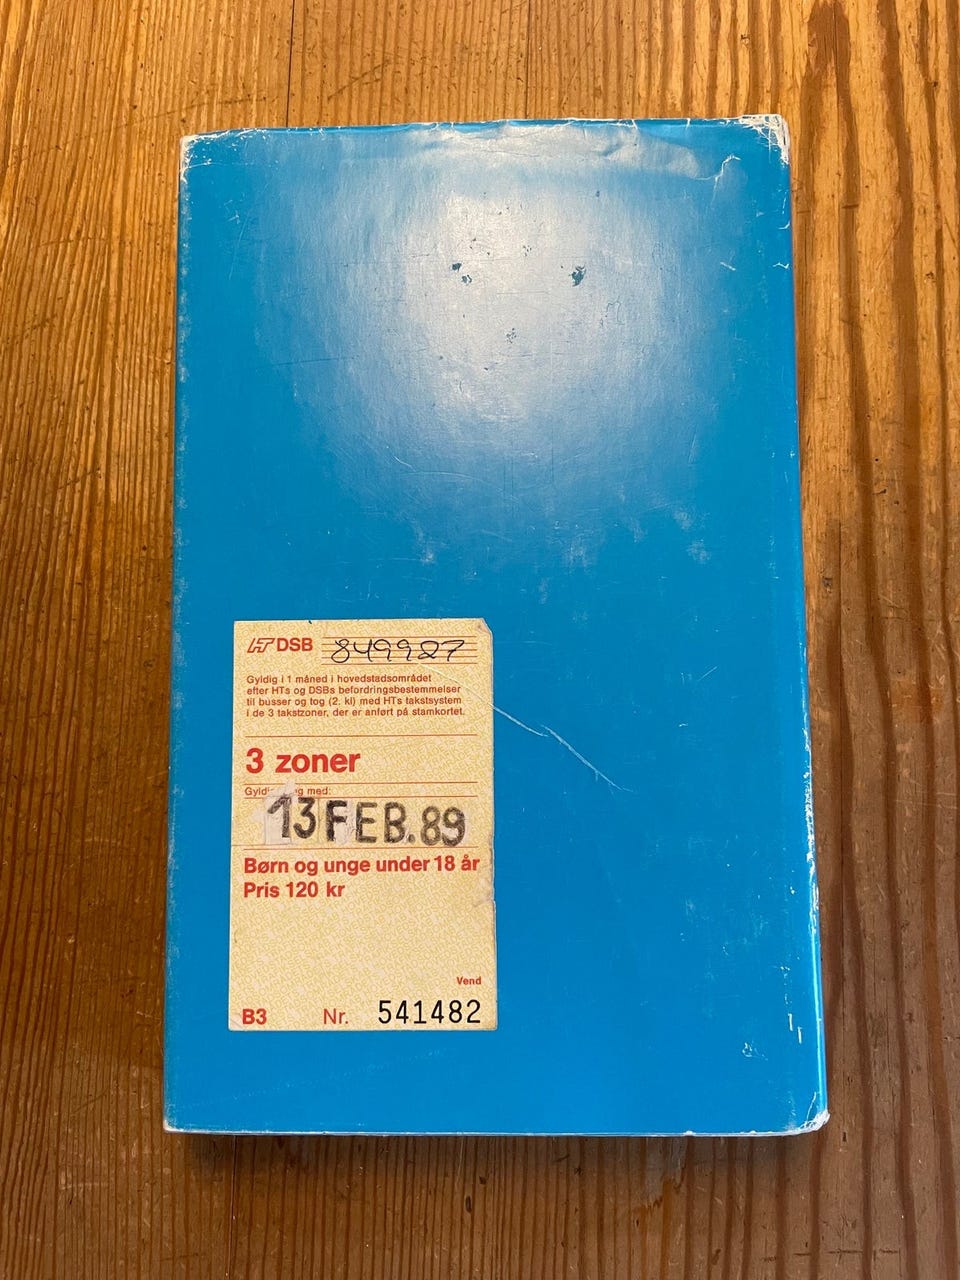 HT DSB 849927
Gyldig i 1 måned i hovedstadsområdet
efter HTs og DSBs befordringsbestemmelser
til busser og tog (2. kl) med HTs takstsystem
i de 3 takstzoner, der er anført på stamkortet.
3 zoner
med:
13 FEB. 89
Børn og unge under 18 år
Pris 120 kr
Vend
B3 Nr. 541482